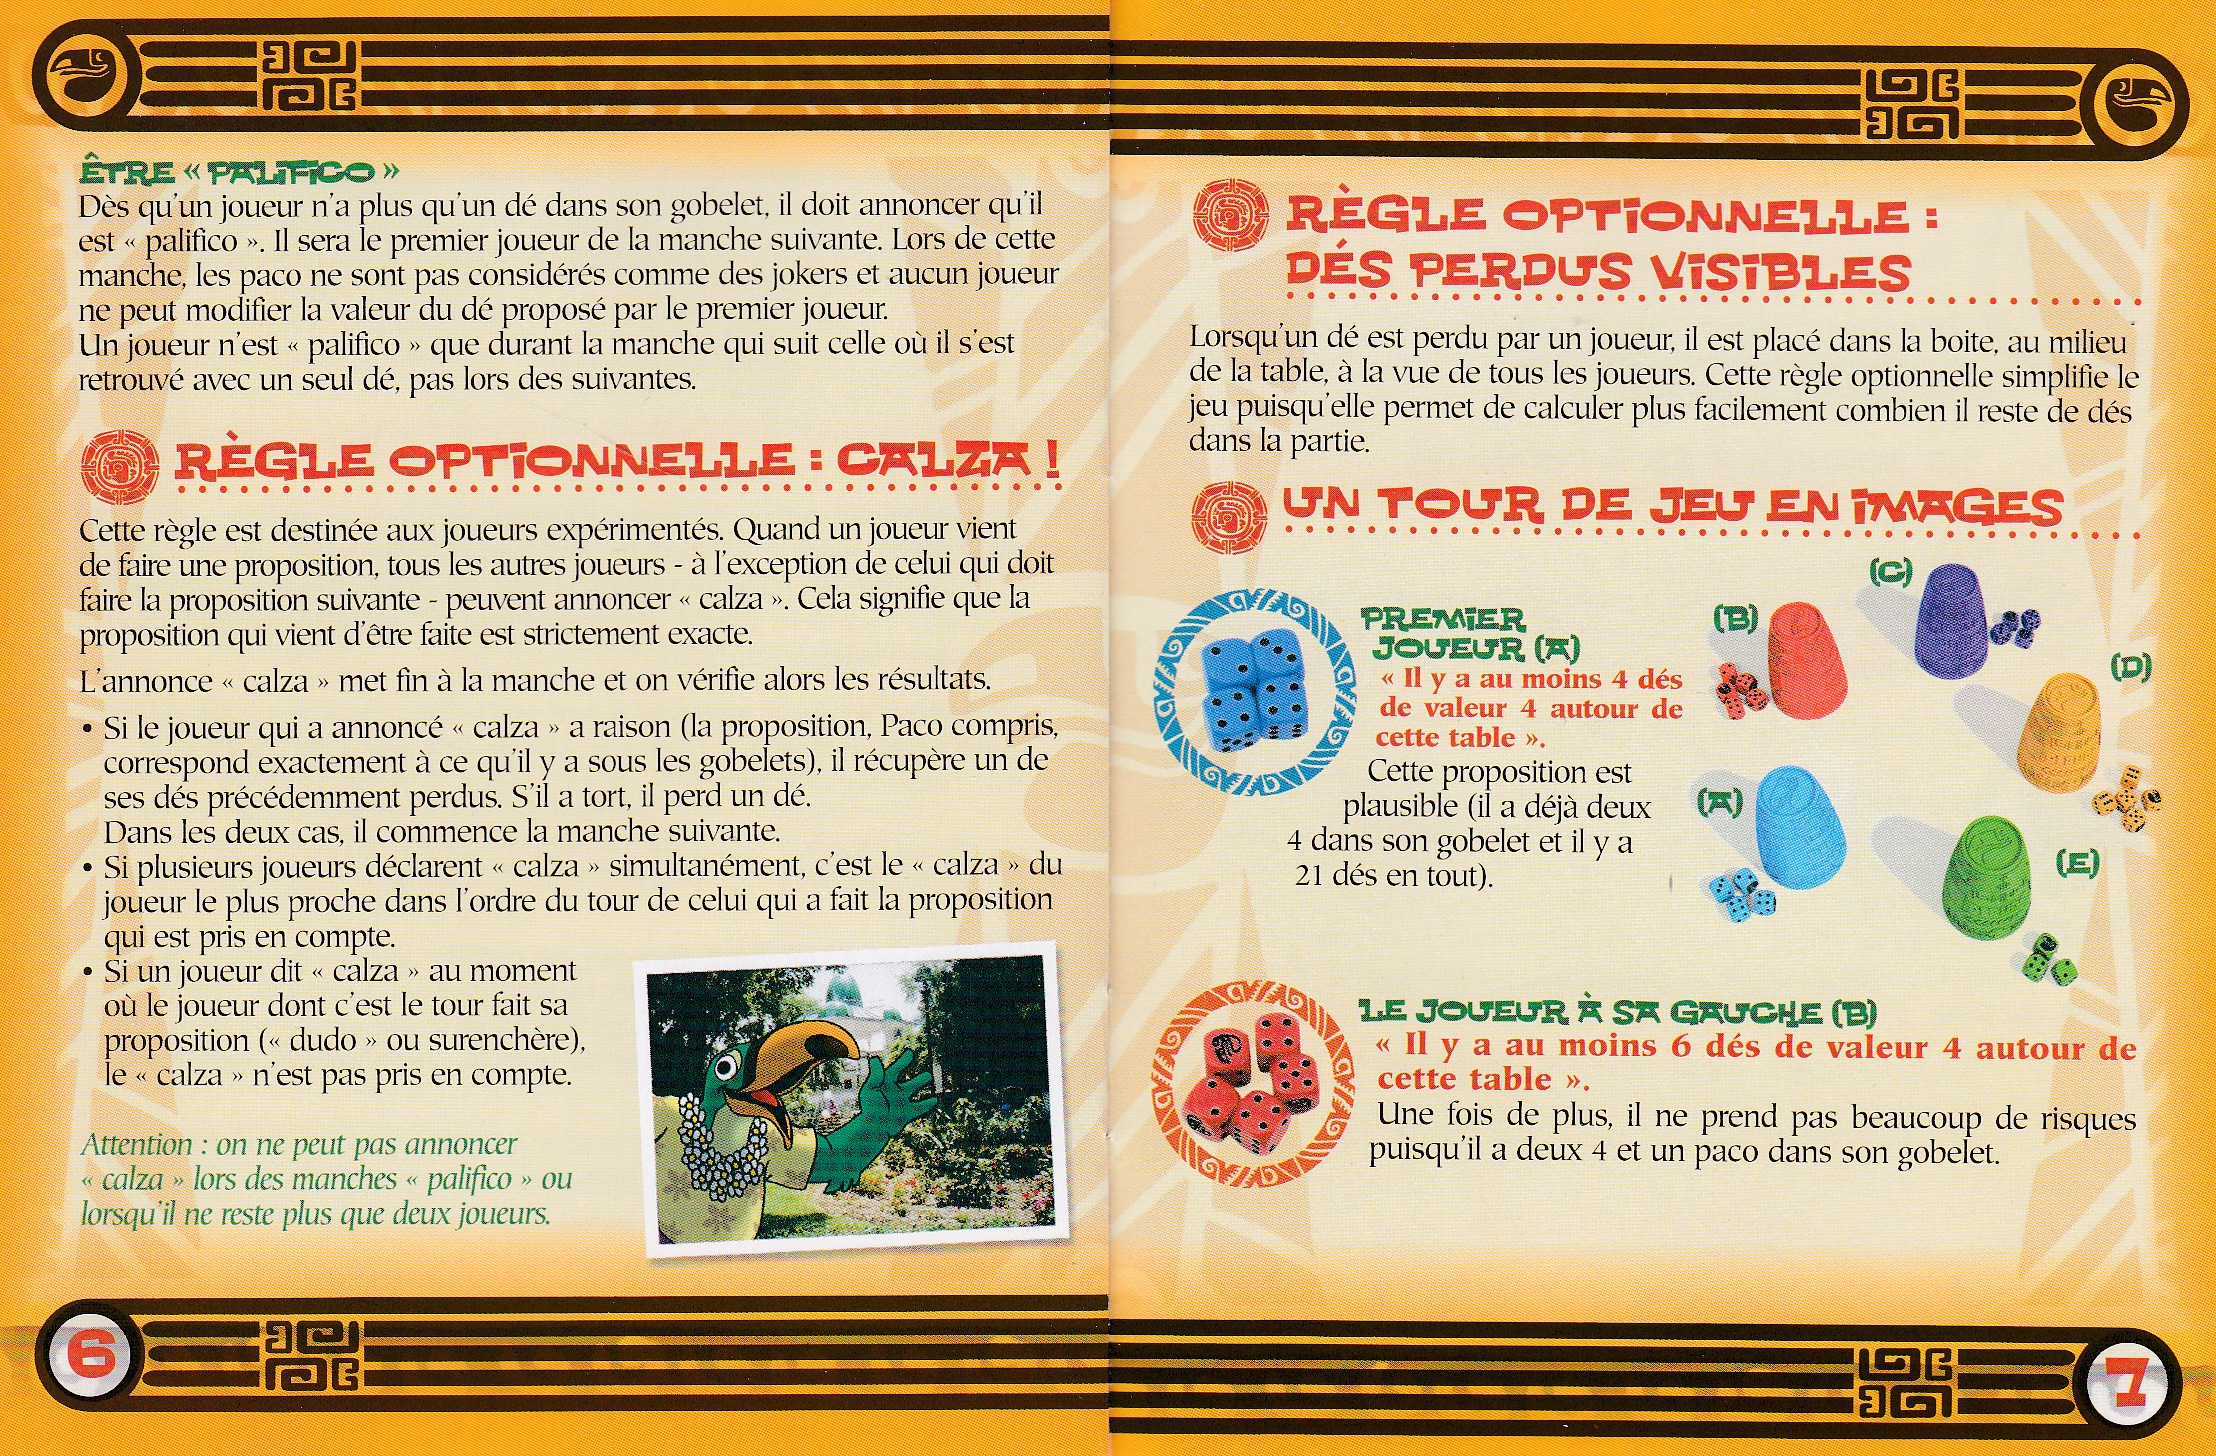 ÊTRE « PALIFICO »
Dès qu'un joueur n'a plus qu'un dé dans son gobelet, il doit annoncer qu'il
est « palifico ». Il sera le premier joueur de la manche suivante. Lors de cette
manche, les paco ne sont pas considérés comme des jokers et aucun joueur
ne peut modifier la valeur du dé proposé par le premier joueur.
Un joueur n'est « palifico » que durant la manche qui suit celle où il s'est
retrouvé avec un seul dé, pas lors des suivantes.
RÈGLE OPTIONNELLE : CALZA !
Cette règle est destinée aux joueurs expérimentés. Quand un joueur vient
de faire une proposition, tous les autres joueurs - à l'exception de celui qui doit
faire la proposition suivante - peuvent annoncer « calza ». Cela signifie que la
proposition qui vient d'être faite est strictement exacte.
L'annonce « calza » met fin à la manche et on vérifie alors les résultats.
• Si le joueur qui a annoncé « calza » a raison (la proposition, Paco compris,
correspond exactement à ce qu'il y a sous les gobelets), il récupère un de
ses dés précédemment perdus. S'il a tort, il perd un dé.
Dans les deux cas, il commence la manche suivante.
• Si plusieurs joueurs déclarent « calza » simultanément, c'est le « calza » du
joueur le plus proche dans l'ordre du tour de celui qui a fait la proposition
qui est pris en compte.
• Si un joueur dit « calza » au moment
où le joueur dont c'est le tour fait sa
proposition (« dudo » ou surenchère),
le « calza » n'est pas pris en compte.
Attention : on ne peut pas annoncer
« calza » lors des manches « palifico » ou
lorsqu'il ne reste plus que deux joueurs.
6
RÈGLE OPTIONNELLE :
DÉS PERDUS VISIBLES
Lorsqu'un dé est perdu par un joueur, il est placé dans la boite, au milieu
de la table, à la vue de tous les joueurs. Cette règle optionnelle simplifie le
jeu puisqu'elle permet de calculer plus facilement combien il reste de dés
dans la partie.
UN TOUR DE JEU EN IMAGES
PREMIER
JOUEUR (A)
« Il y a au moins 4 dés
de valeur 4 autour de
cette table ».
Cette proposition est
plausible (il a déjà deux
4 dans son gobelet et il y a
21 dés en tout).
(C)
(B)
(D)
(A)
(E)
LE JOUEUR À SA GAUCHE (B)
« Il y a au moins 6 dés de valeur 4 autour de
cette table ».
Une fois de plus, il ne prend pas beaucoup de risques
puisqu'il a deux 4 et un paco dans son gobelet.
7